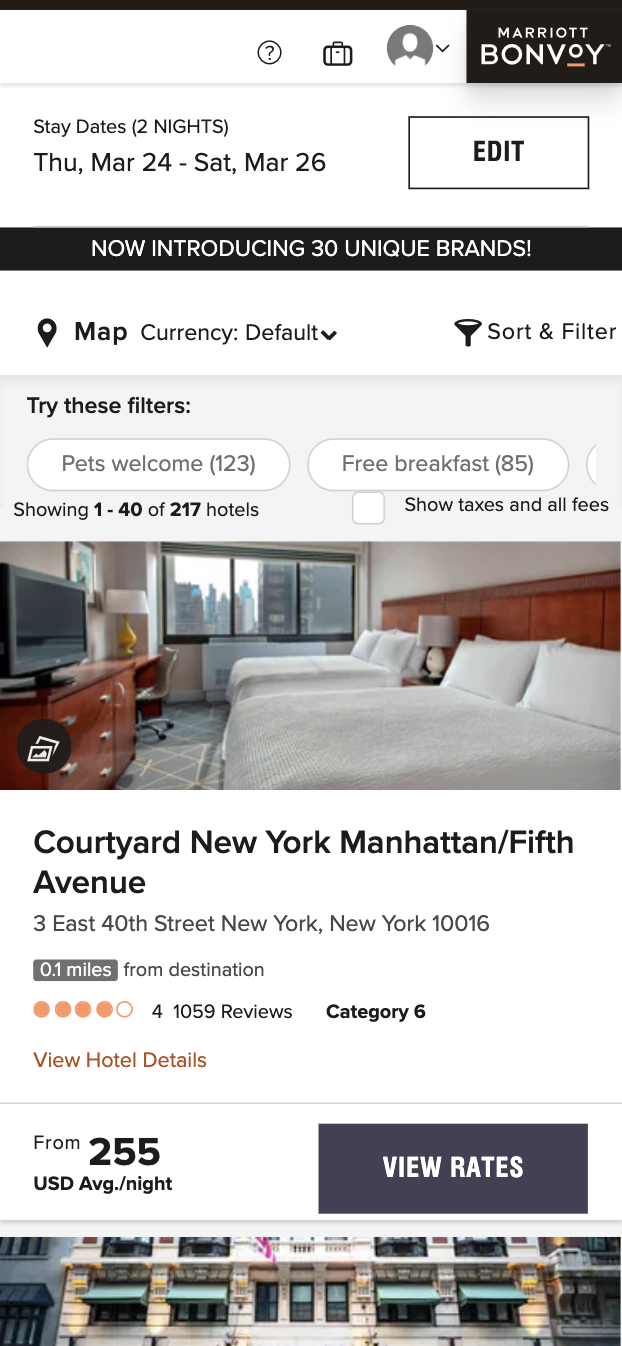 MARRIOTT
BONVOY™
Stay Dates (2 NIGHTS)
Thu, Mar 24 - Sat, Mar 26
EDIT
NOW INTRODUCING 30 UNIQUE BRANDS!
Map Currency: Default
Sort & Filter
Try these filters:
Pets welcome (123)
Free breakfast (85)
Showing 1 - 40 of 217 hotels
Show taxes and all fees
Courtyard New York Manhattan/Fifth
Avenue
3 East 40th Street New York, New York 10016
0.1 miles from destination
4 1059 Reviews Category 6
View Hotel Details
From 255
USD Avg./night
VIEW RATES